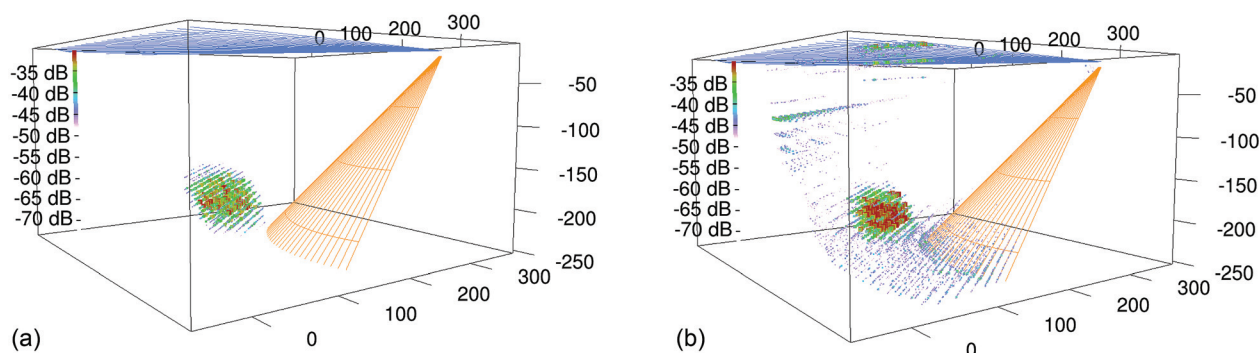 0 100 200 300
-35 dB
-40 dB
-45 dB
-50 dB
-55 dB
-60 dB
-65 dB
-70 dB
-50
-100
-150
-200
-250
0 100 200 300
(a)
0 100 200 300
-35 dB
-40 dB
-45 dB
-50 dB
-55 dB
-60 dB
-65 dB
-70 dB
-50
-100
-150
-200
-250
0 100 200 300
(b)